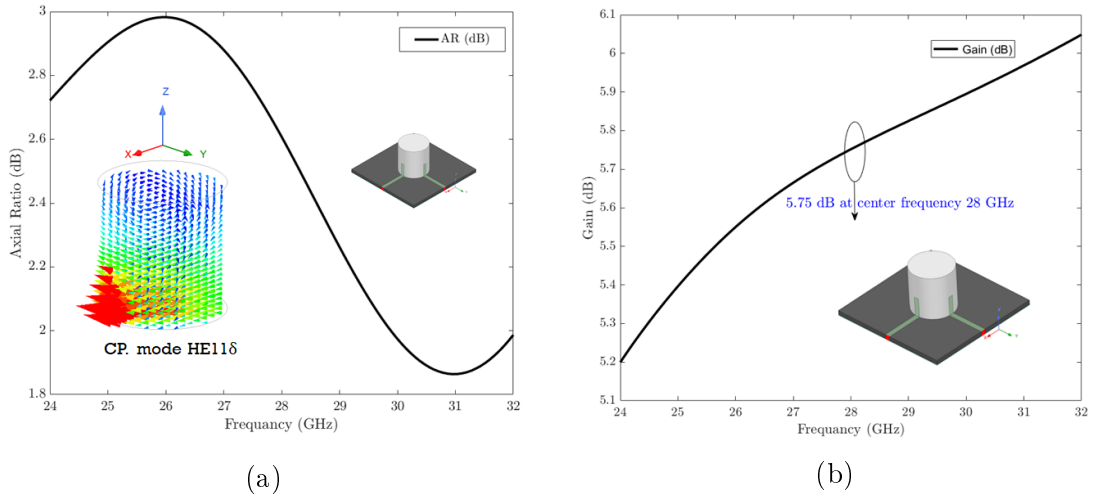 3
2.8
2.6
2.4
2.2
2
1.8
Axial Ratio (dB)
AR (dB)
Z
X
Y
CP. mode HE11δ
24 25 26 27 28 29 30 31 32
Frequancy (GHz)
(a)
6.1
6
5.9
5.8
5.7
5.6
5.5
5.4
5.3
5.2
5.1
Gain (dB)
Gain (dB)
5.75 dB at center frequency 28 GHz
24 25 26 27 28 29 30 31 32
Frequancy (GHz)
(b)